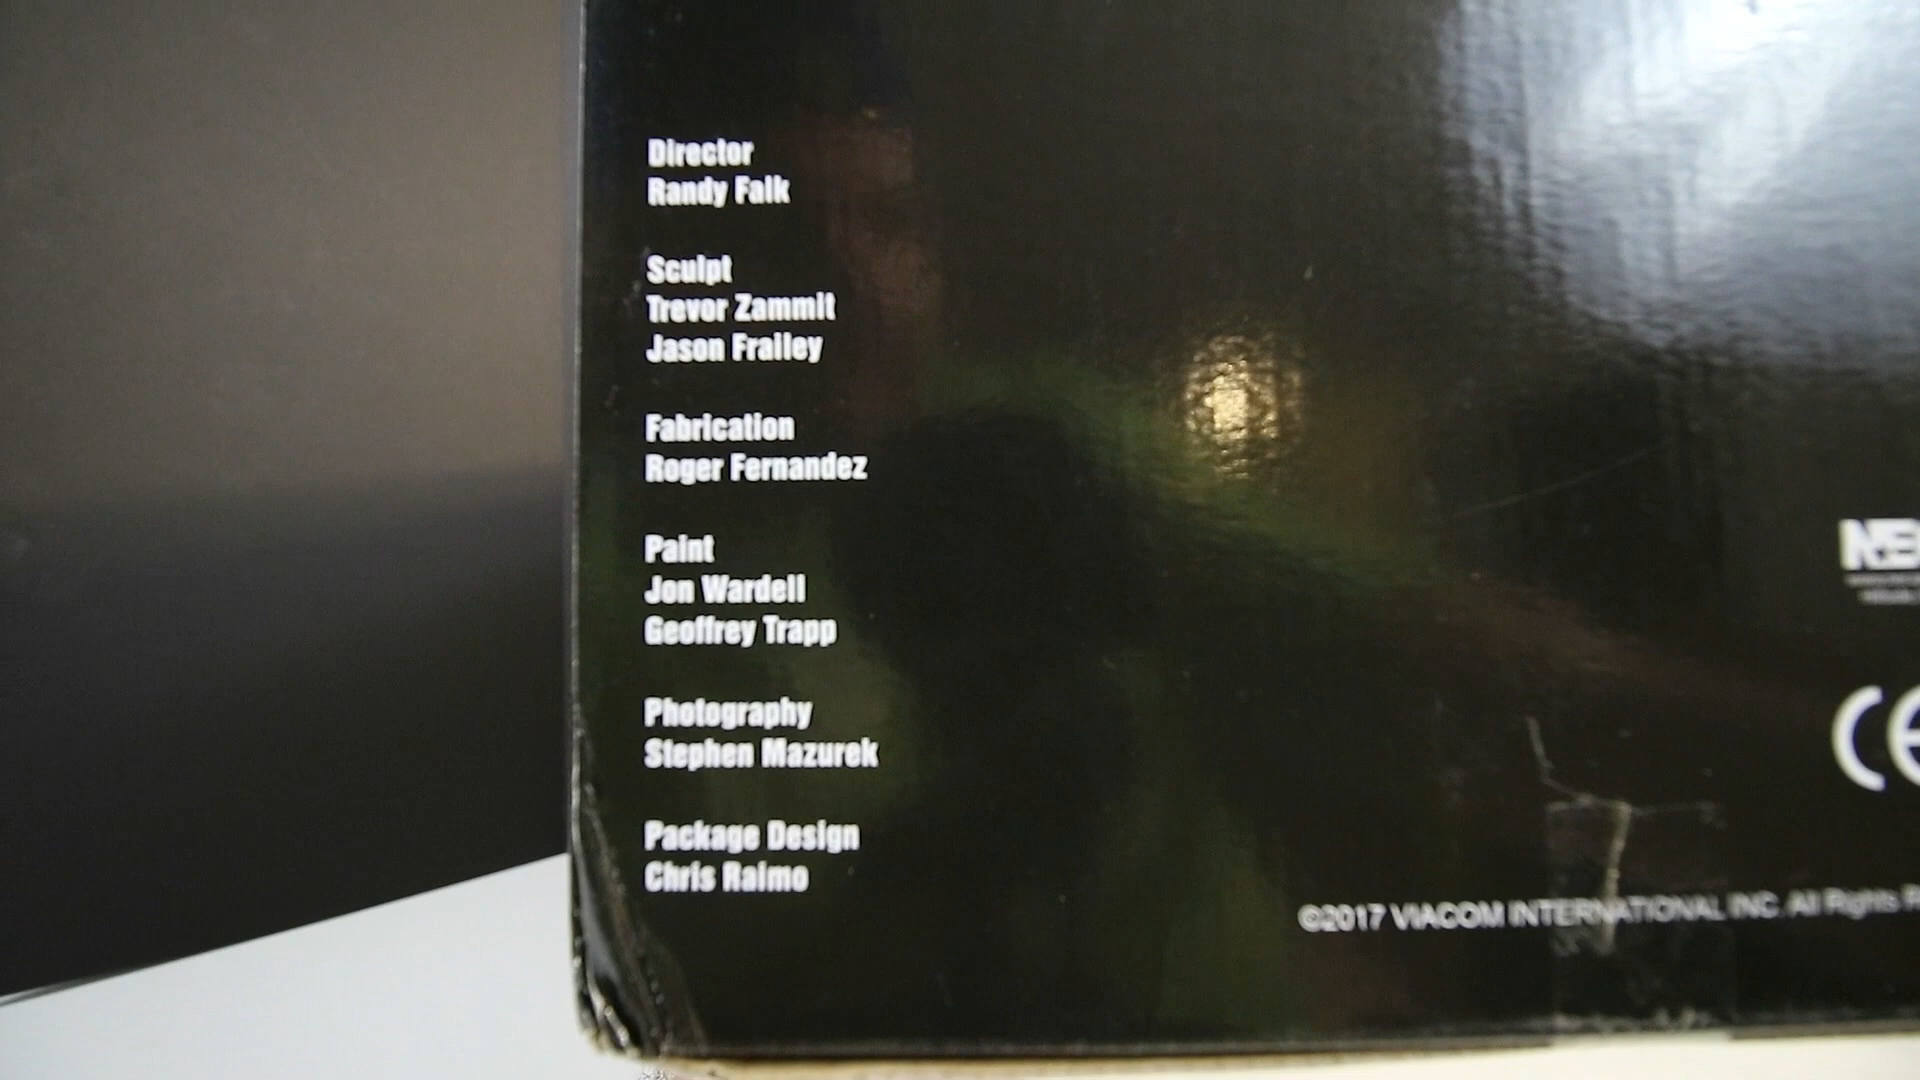 Director
Randy Falk
Sculpt
Trevor Zammit
Jason Frailey
Fabrication
Roger Fernandez
Paint
Jon Wardell
Geoffrey Trapp
Photography
Stephen Mazurek
Package Design
Chris Raimo
CE
©2017 VIACOM INTERNATIONAL INC. All Rights